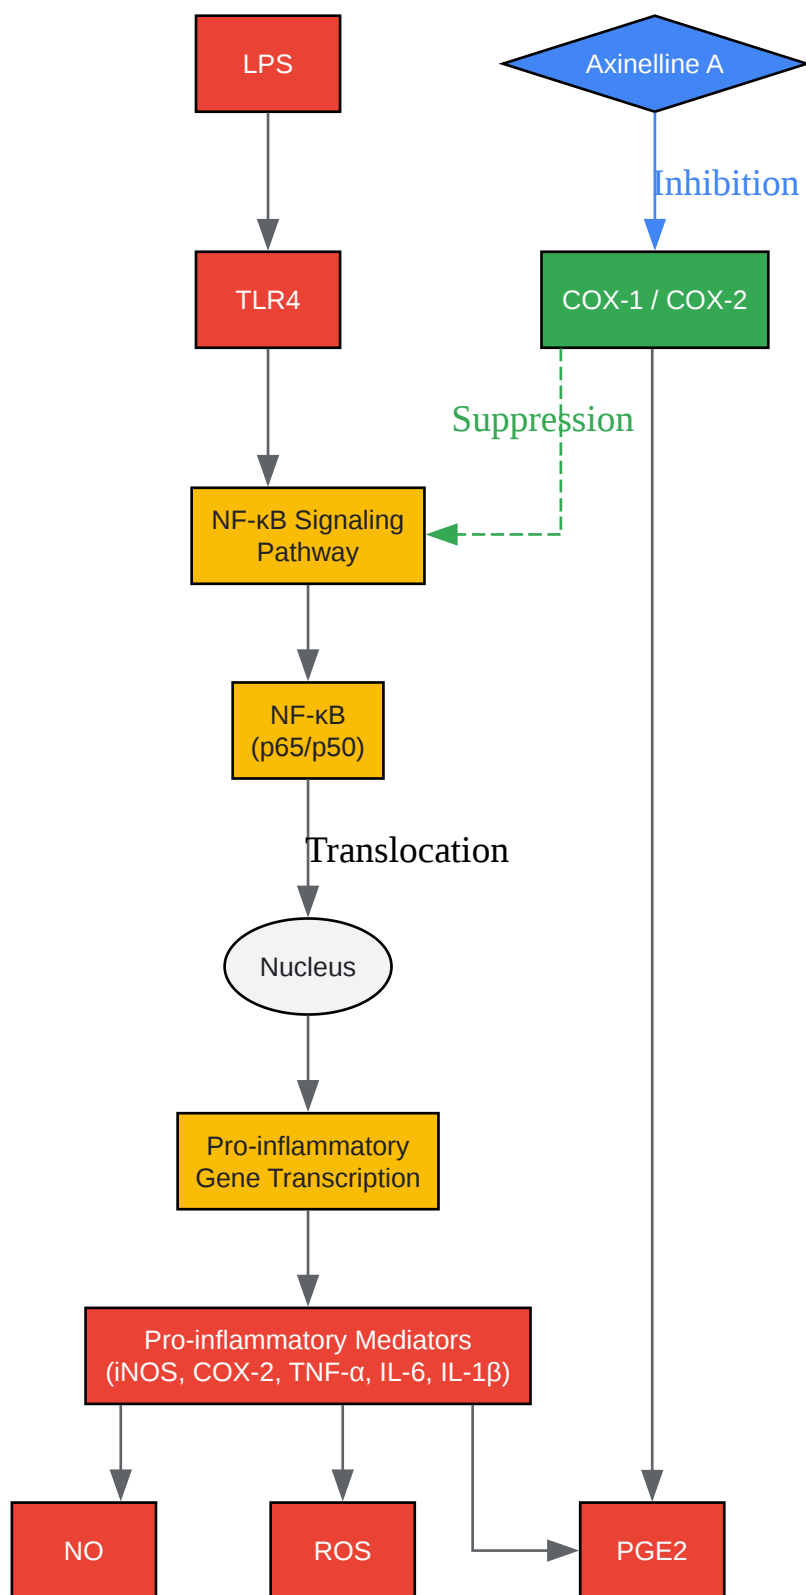 LPS
Axinelline A
Inhibition
TLR4
COX-1 / COX-2
Suppression
NF-κB Signaling
Pathway
NF-κB
(p65/p50)
Translocation
Nucleus
Pro-inflammatory
Gene Transcription
Pro-inflammatory Mediators
(iNOS, COX-2, TNF-α, IL-6, IL-1β)
NO
ROS
PGE2